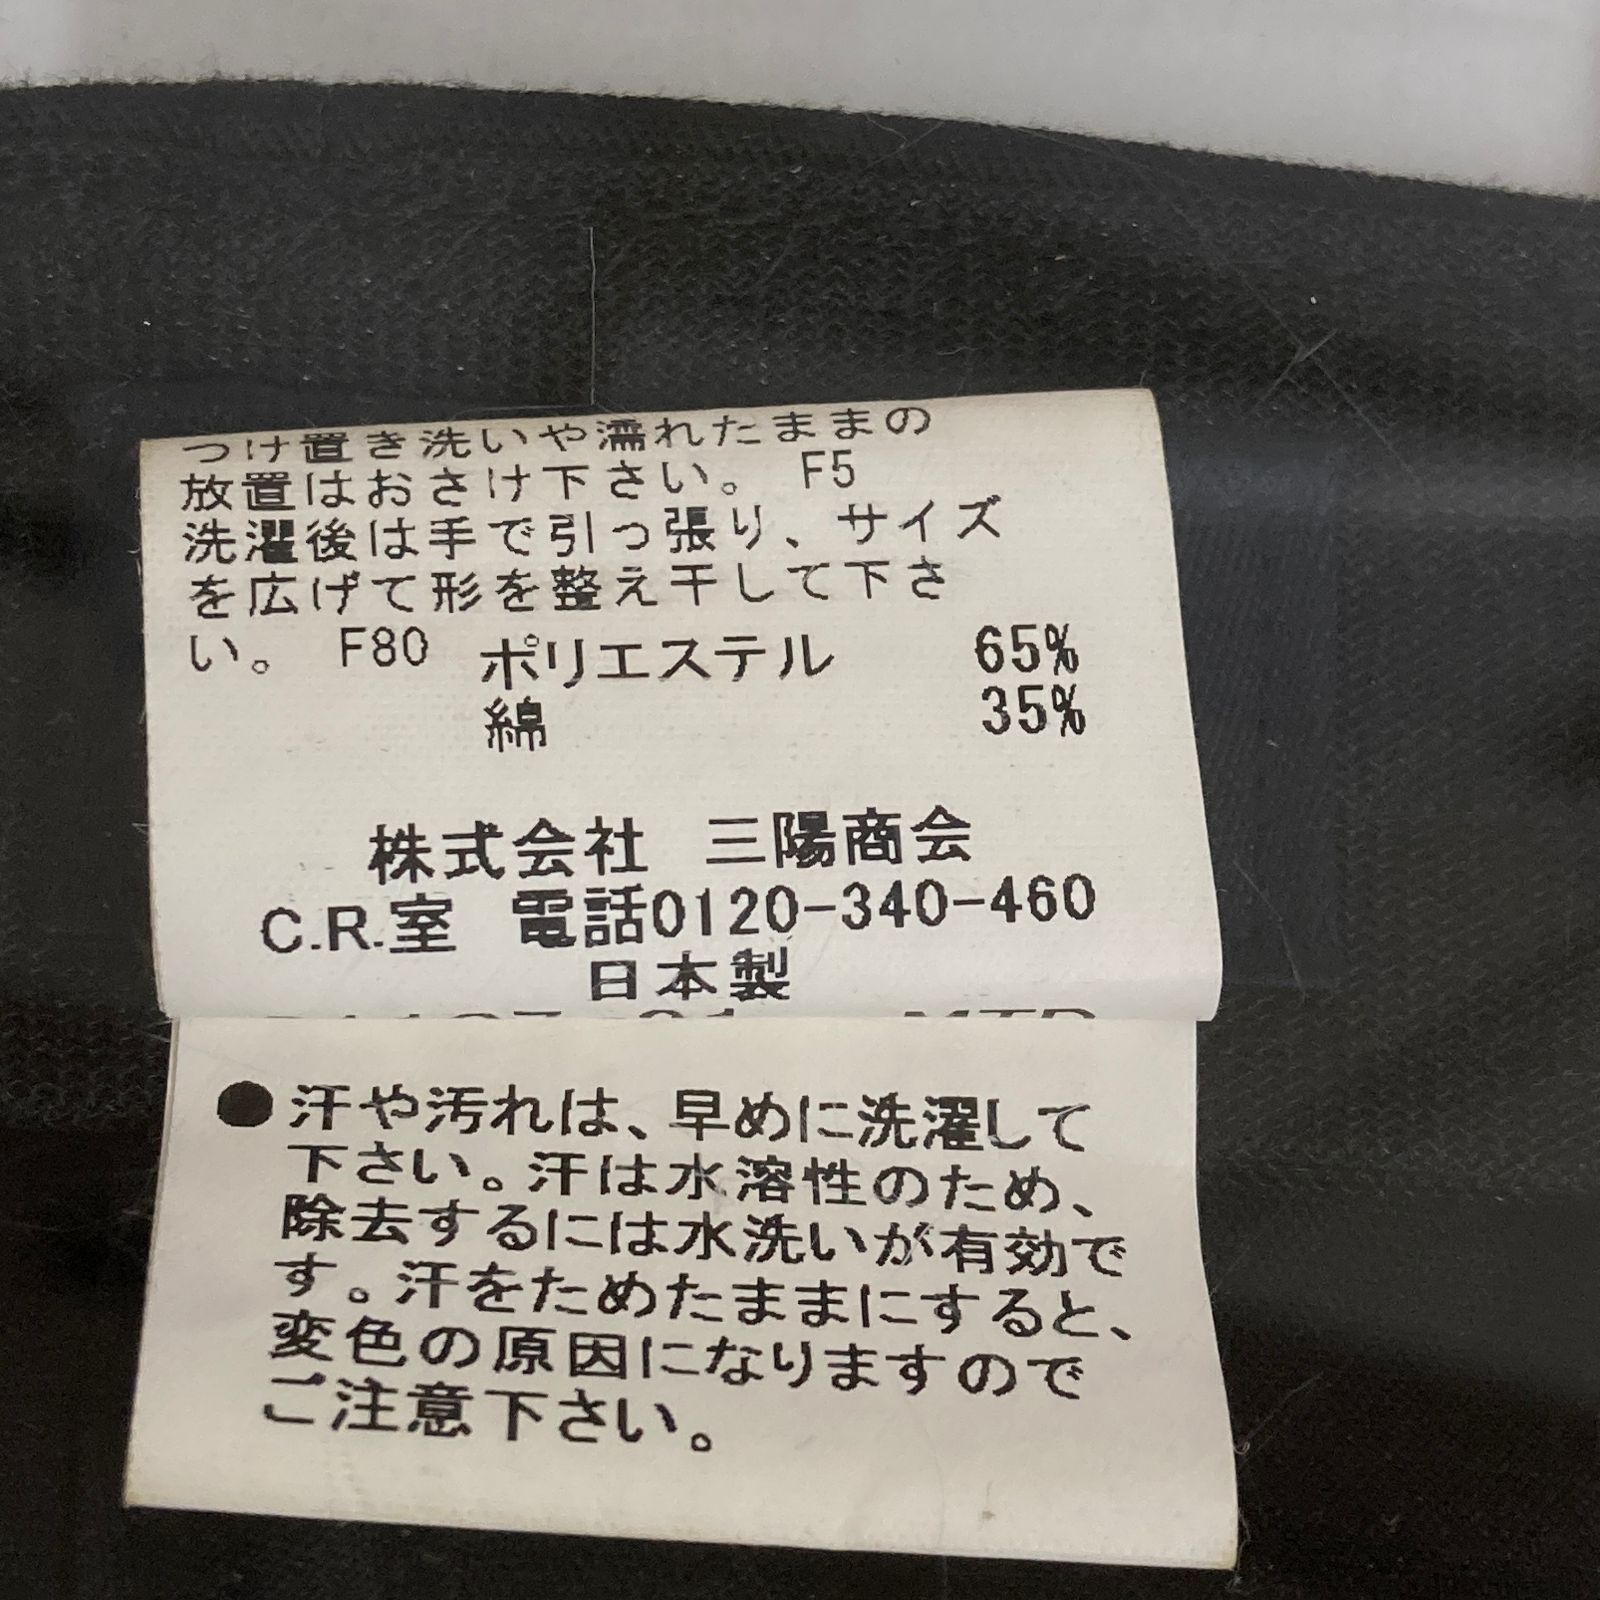 つけ置き洗いや濡れたままの
放置はおさけ下さい。 F5
洗濯後は手で引っ張り、サイズ
を広げて形を整え干して下さ
い。 F80 ポリエステル 65%
綿 35%
株式会社 三陽商会
C.R.室 電話0120-340-460
日本製
●汗や汚れは、早めに洗濯して
下さい。汗は水溶性のため、
除去するには水洗いが有効で
す。汗をためたままにすると、
変色の原因になりますので
ご注意下さい。